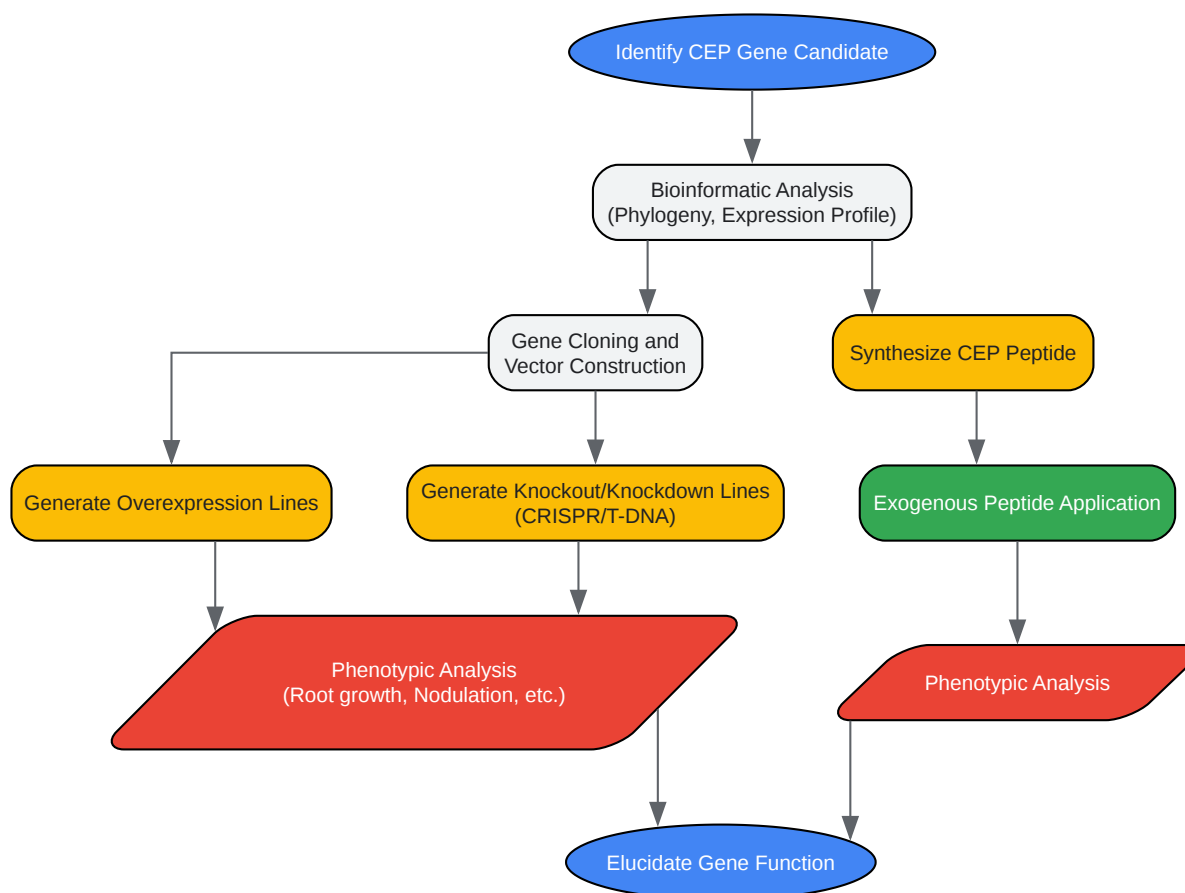 Identify CEP Gene Candidate
Bioinformatic Analysis
(Phylogeny, Expression Profile)
Gene Cloning and
Vector Construction
Synthesize CEP Peptide
Generate Overexpression Lines
Generate Knockout/Knockdown Lines
(CRISPR/T-DNA)
Exogenous Peptide Application
Phenotypic Analysis
(Root growth, Nodulation, etc.)
Phenotypic Analysis
Elucidate Gene Function